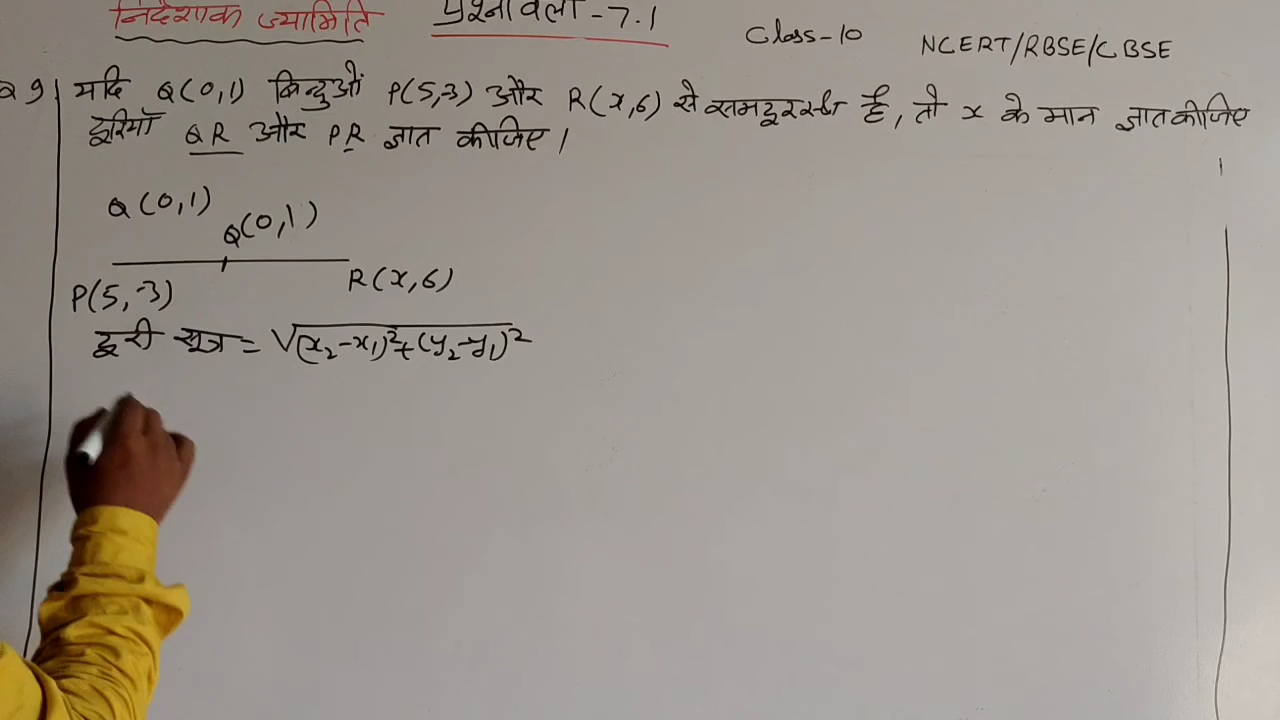 निर्देशांक ज्यामिति प्रश्नावली - 7.1 Class-10 NCERT/RBSE/CBSE
Q 9 यदि Q(0,1) बिन्दुओं P(5,-3) और R(x,6) से समदूरस्थ है, तो x के मान ज्ञात कीजिए।
दूरियाँ QR और PR ज्ञात कीजिए।
Q(0,1)
Q(0,1)
P(5,-3) R(x,6)
दूरी सूत्र = √(x₂-x₁)²+(y₂-y₁)²